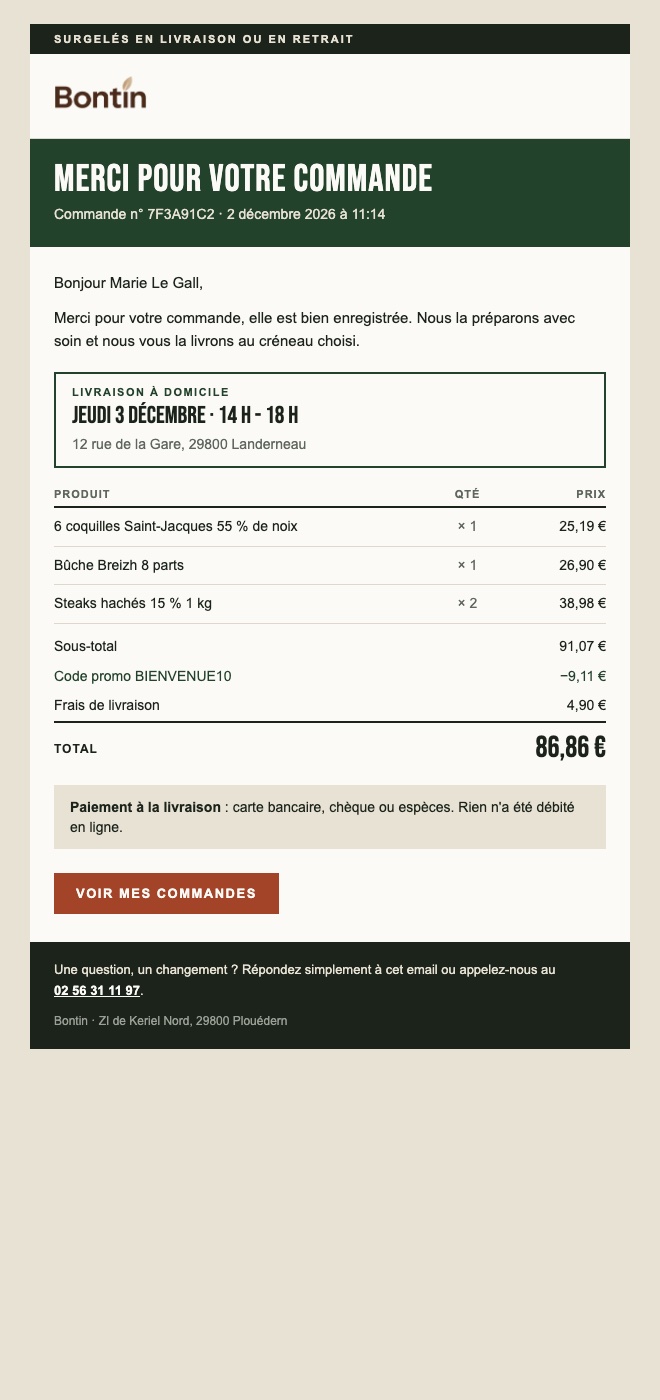 SURGELÉS EN LIVRAISON OU EN RETRAIT
Bontin
MERCI POUR VOTRE COMMANDE
Commande n° 7F3A91C2 · 2 décembre 2026 à 11:14
Bonjour Marie Le Gall,
Merci pour votre commande, elle est bien enregistrée. Nous la préparons avec
soin et nous vous la livrons au créneau choisi.
LIVRAISON À DOMICILE
JEUDI 3 DÉCEMBRE · 14 H - 18 H
12 rue de la Gare, 29800 Landerneau
PRODUIT QTÉ PRIX
6 coquilles Saint-Jacques 55 % de noix × 1 25,19 €
Bûche Breizh 8 parts × 1 26,90 €
Steaks hachés 15 % 1 kg × 2 38,98 €
Sous-total 91,07 €
Code promo BIENVENUE10 −9,11 €
Frais de livraison 4,90 €
TOTAL 86,86 €
Paiement à la livraison : carte bancaire, chèque ou espèces. Rien n'a été débité
en ligne.
VOIR MES COMMANDES
Une question, un changement ? Répondez simplement à cet email ou appelez-nous au
02 56 31 11 97.
Bontin · ZI de Keriel Nord, 29800 Plouédern